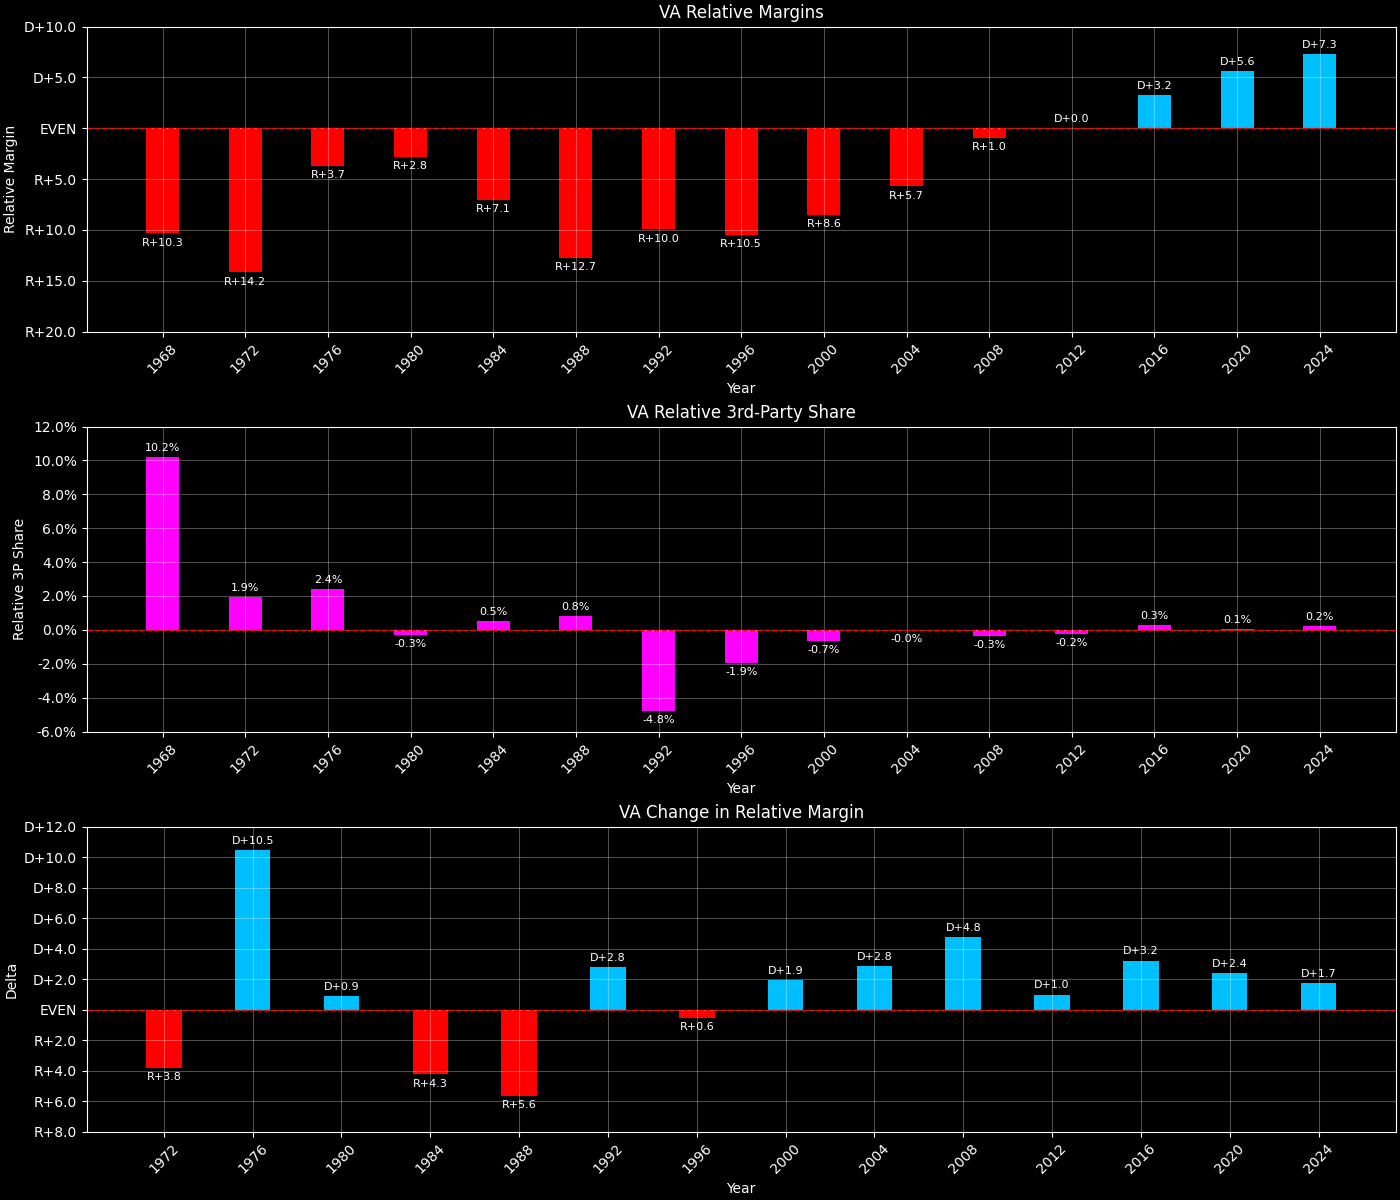 VA Relative Margins
D+10.0
D+5.0
EVEN
R+5.0
R+10.0
R+15.0
R+20.0
Relative Margin
R+10.3
R+14.2
R+3.7
R+2.8
R+7.1
R+12.7
R+10.0
R+10.5
R+8.6
R+5.7
R+1.0
D+0.0
D+3.2
D+5.6
D+7.3
1968 1972 1976 1980 1984 1988 1992 1996 2000 2004 2008 2012 2016 2020 2024
Year
VA Relative 3rd-Party Share
12.0%
10.0%
8.0%
6.0%
4.0%
2.0%
0.0%
-2.0%
-4.0%
-6.0%
Relative 3P Share
10.2%
1.9%
2.4%
-0.3%
0.5%
0.8%
-4.8%
-1.9%
-0.7%
-0.0%
-0.3%
-0.2%
0.3%
0.1%
0.2%
1968 1972 1976 1980 1984 1988 1992 1996 2000 2004 2008 2012 2016 2020 2024
Year
VA Change in Relative Margin
D+12.0
D+10.0
D+8.0
D+6.0
D+4.0
D+2.0
EVEN
R+2.0
R+4.0
R+6.0
R+8.0
Delta
R+3.8
D+10.5
D+0.9
R+4.3
R+5.6
D+2.8
R+0.6
D+1.9
D+2.8
D+4.8
D+1.0
D+3.2
D+2.4
D+1.7
1972 1976 1980 1984 1988 1992 1996 2000 2004 2008 2012 2016 2020 2024
Year